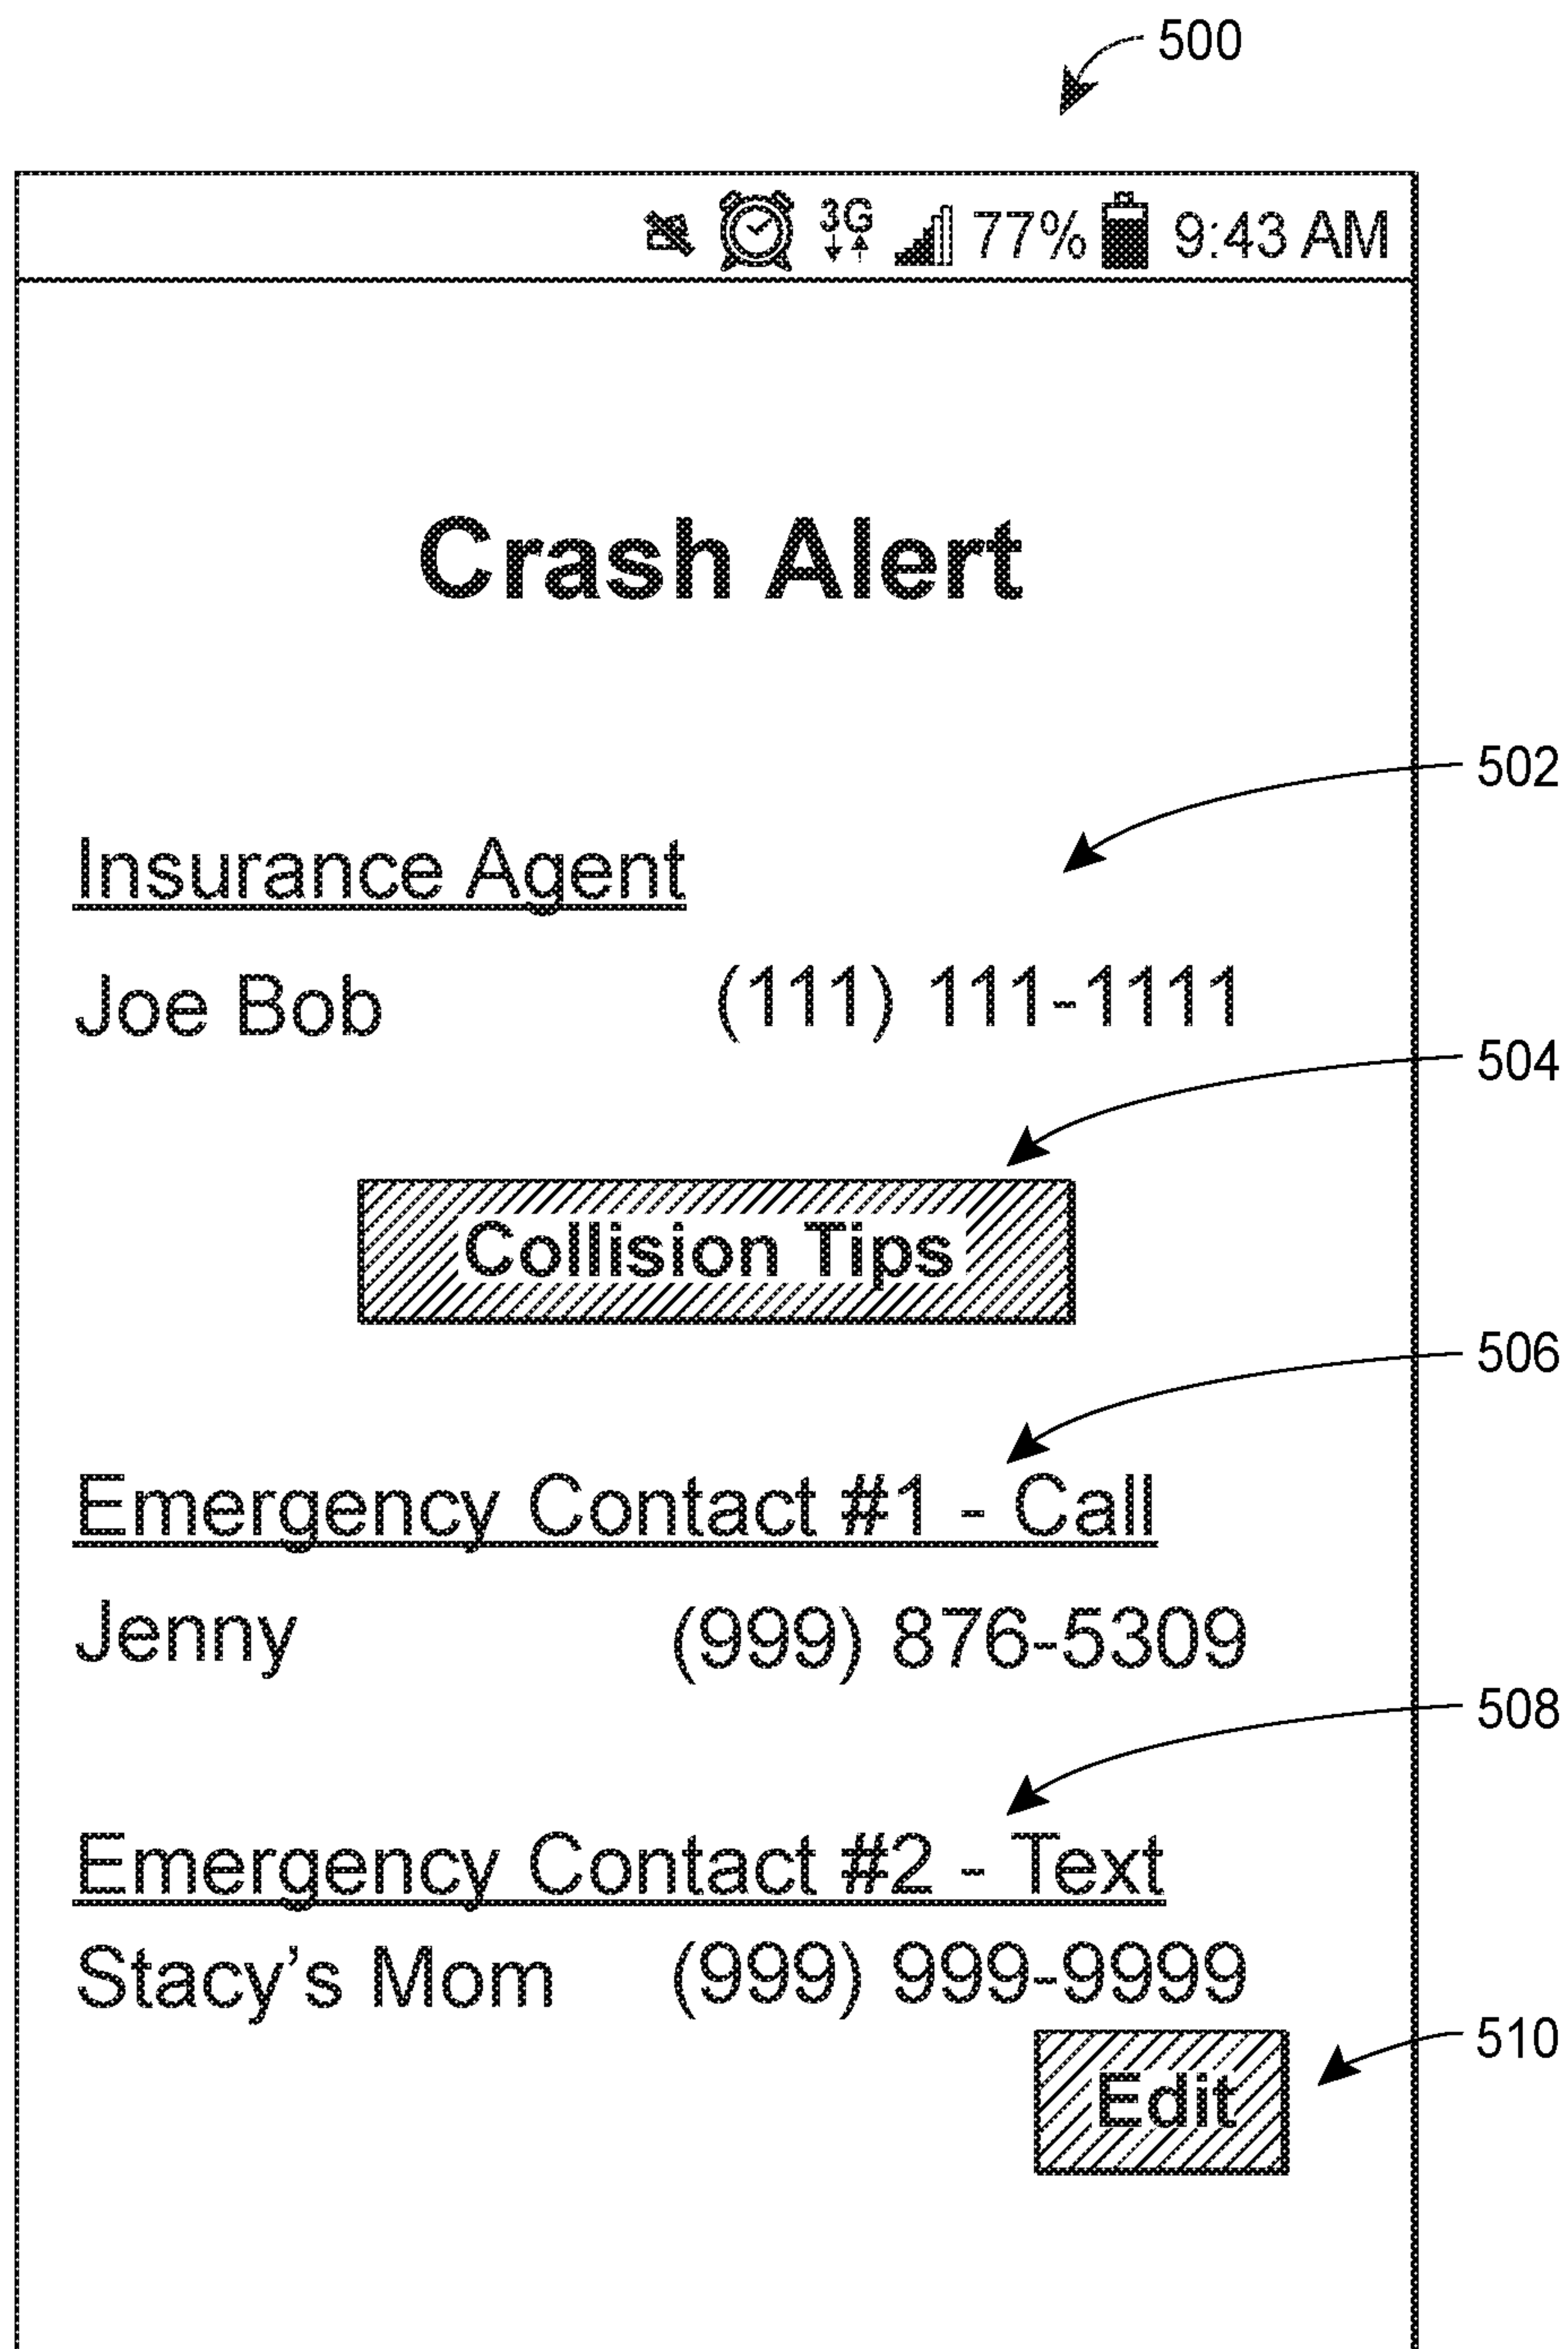 500
3G 77% 9:43 AM
Crash Alert
502
Insurance Agent
Joe Bob (111) 111-1111
504
Collision Tips
506
Emergency Contact #1 - Call
Jenny (999) 876-5309
508
Emergency Contact #2 - Text
Stacy’s Mom (999) 999-9999
510
Edit